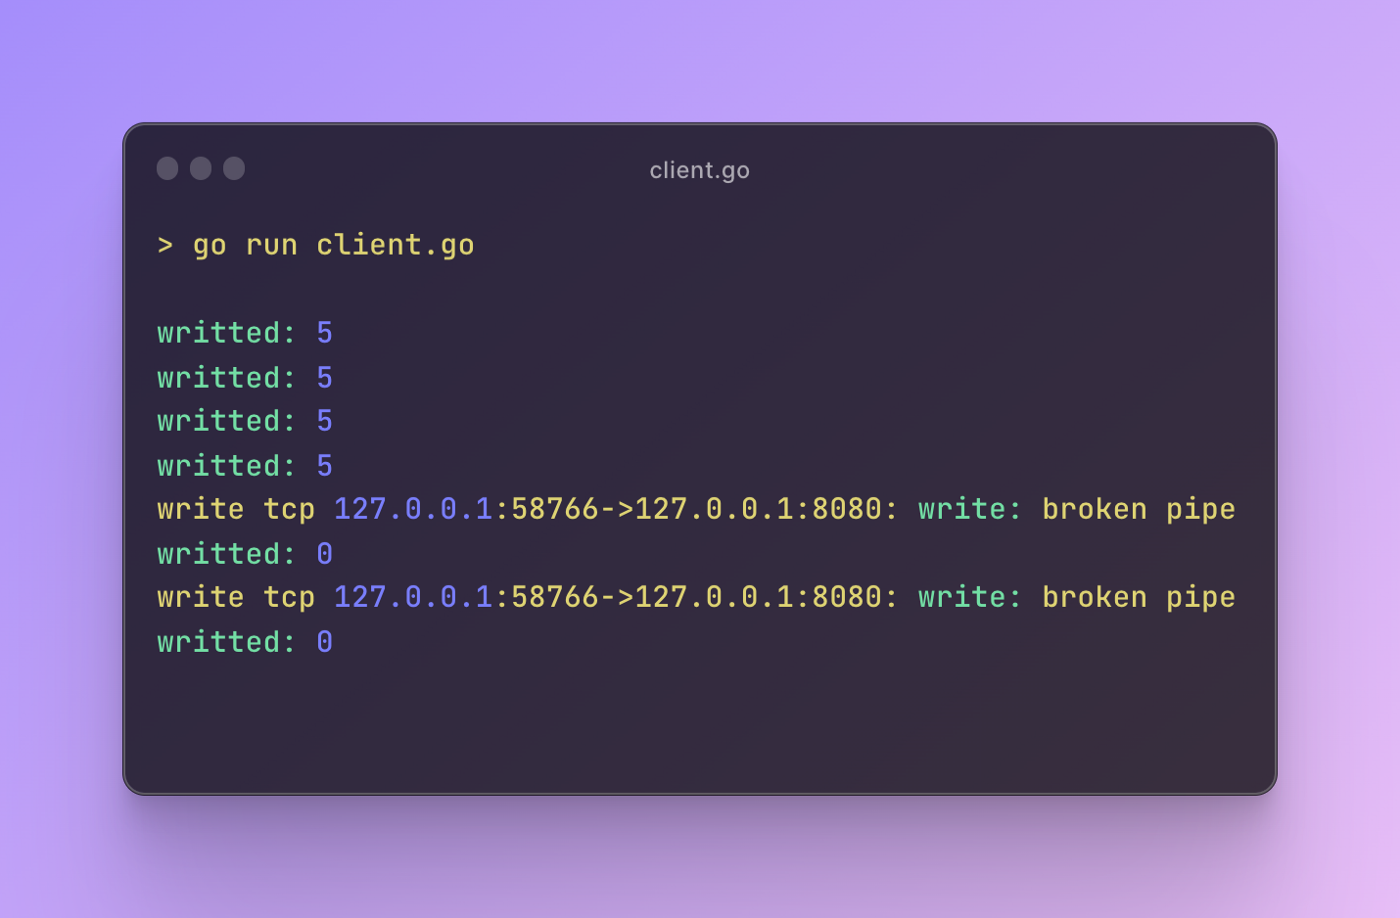 client.go
> go run client.go
writted: 5
writted: 5
writted: 5
writted: 5
write tcp 127.0.0.1:58766->127.0.0.1:8080: write: broken pipe
writted: 0
write tcp 127.0.0.1:58766->127.0.0.1:8080: write: broken pipe
writted: 0